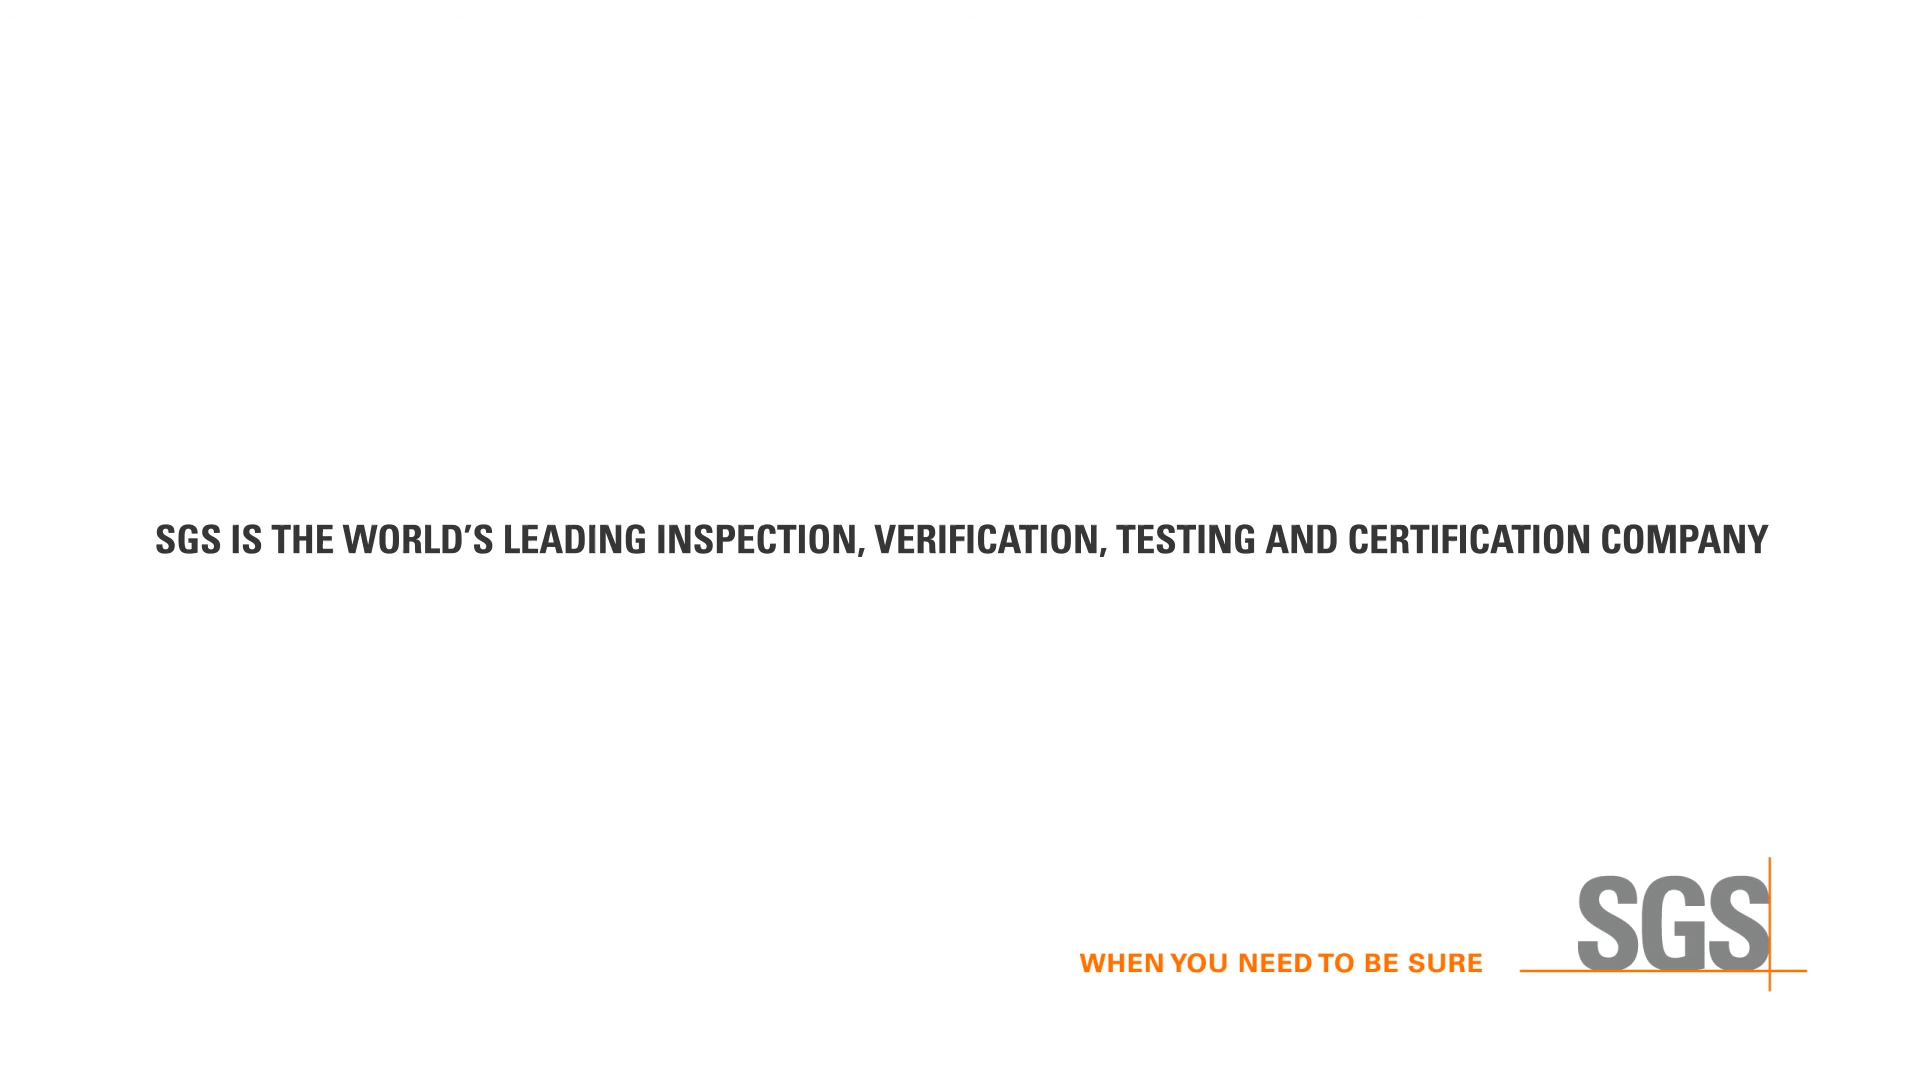 SGS IS THE WORLD’S LEADING INSPECTION, VERIFICATION, TESTING AND CERTIFICATION COMPANY
WHEN YOU NEED TO BE SURE
SGS